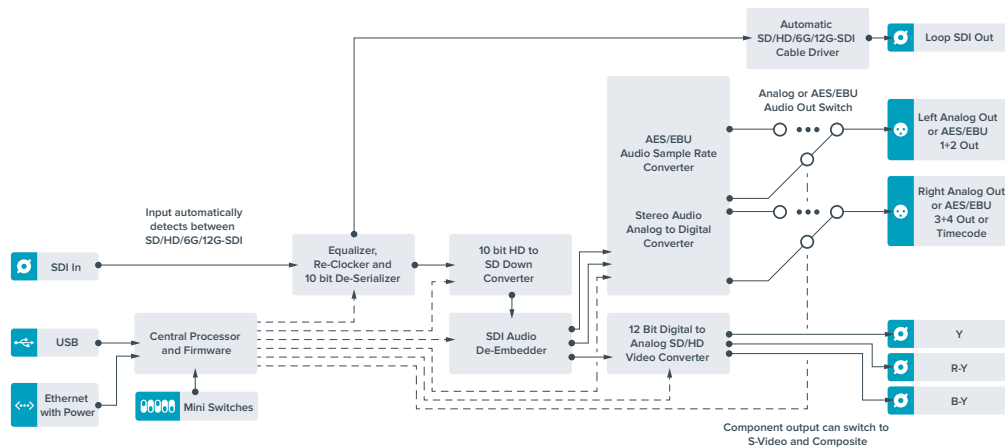 Automatic
SD/HD/6G/12G-SDI
Cable Driver
Loop SDI Out
Analog or AES/EBU
Audio Out Switch
AES/EBU
Audio Sample Rate
Converter
Left Analog Out
or AES/EBU
1+2 Out
Stereo Audio
Analog to Digital
Converter
Right Analog Out
or AES/EBU
3+4 Out or
Timecode
Input automatically
detects between
SD/HD/6G/12G-SDI
SDI In
Equalizer,
Re-Clocker and
10 bit De-Serializer
10 bit HD to
SD Down
Converter
USB
Central Processor
and Firmware
SDI Audio
De-Embedder
12 Bit Digital to
Analog SD/HD
Video Converter
Y
R-Y
B-Y
Ethernet
with Power
Mini Switches
Component output can switch to
S-Video and Composite